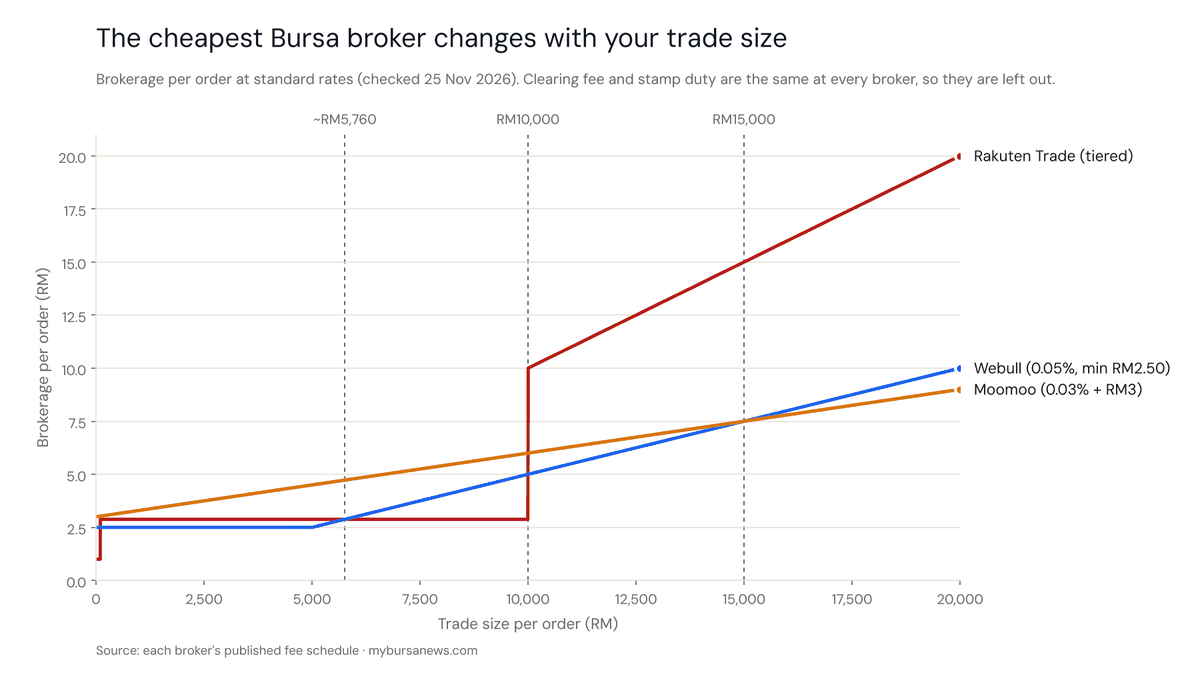 The cheapest Bursa broker changes with your trade size
Brokerage per order at standard rates (checked 25 Nov 2026). Clearing fee and stamp duty are the same at every broker, so they are left out.
~RM5,760
RM10,000
RM15,000
20.0
17.5
15.0
12.5
10.0
7.5
5.0
2.5
0.0
Brokerage per order (RM)
Rakuten Trade (tiered)
Webull (0.05%, min RM2.50)
Moomoo (0.03% + RM3)
0
2,500
5,000
7,500
10,000
12,500
15,000
17,500
20,000
Trade size per order (RM)
Source: each broker's published fee schedule · mybursanews.com